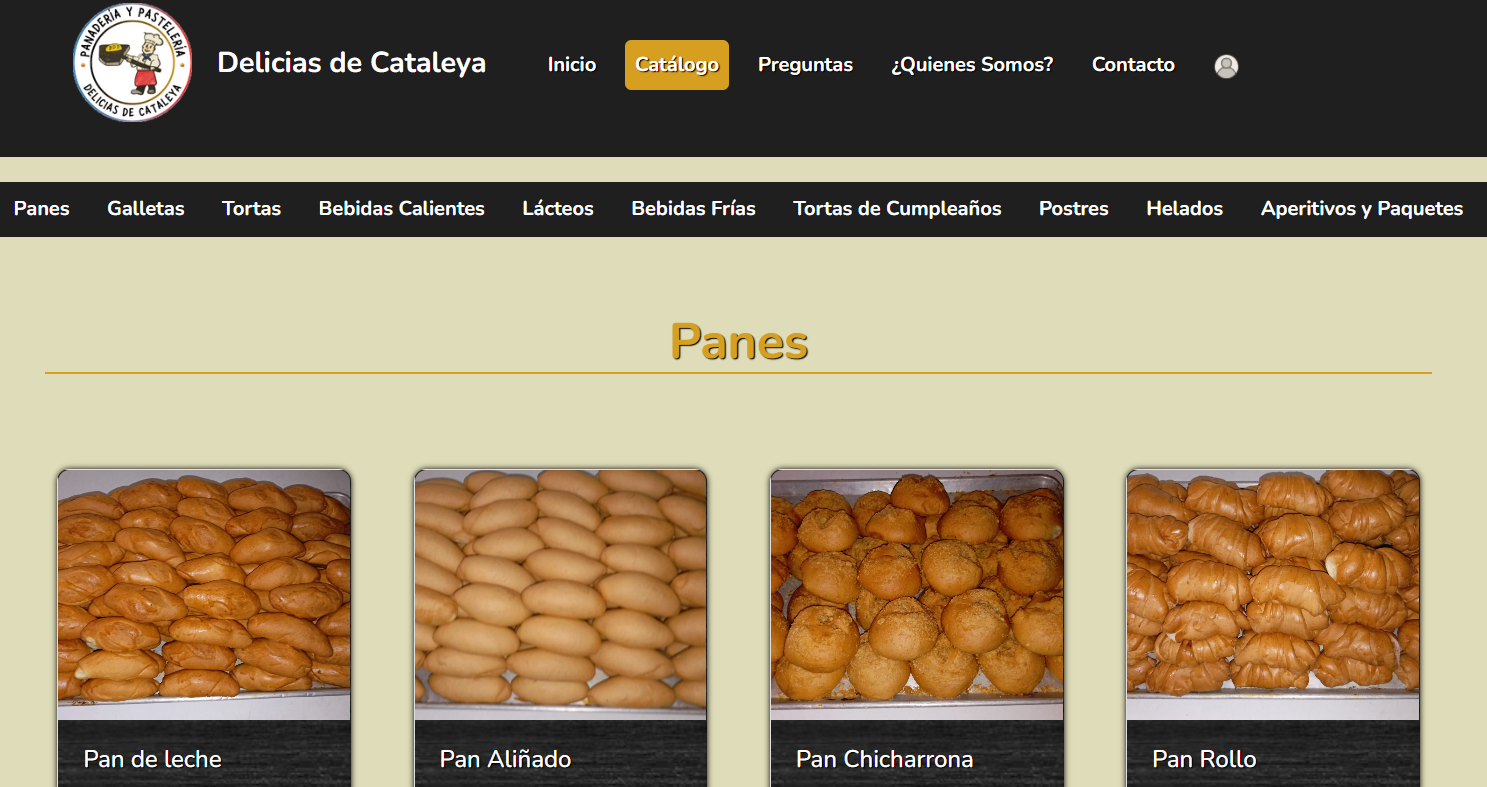 PANADERÍA Y PASTELERÍA
DELICIAS DE CATALEYA
Delicias de Cataleya
Inicio
Catálogo
Preguntas
¿Quienes Somos?
Contacto
Panes
Galletas
Tortas
Bebidas Calientes
Lácteos
Bebidas Frías
Tortas de Cumpleaños
Postres
Helados
Aperitivos y Paquetes
Panes
Pan de leche
Pan Aliñado
Pan Chicharrona
Pan Rollo